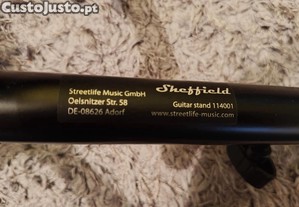 CustoJusto.pt
Streetlife Music GmbH
Oelsnitzer Str. 58
DE-08626 Adorf
Sheffield
Guitar stand 114001
www.streetlife-music.com